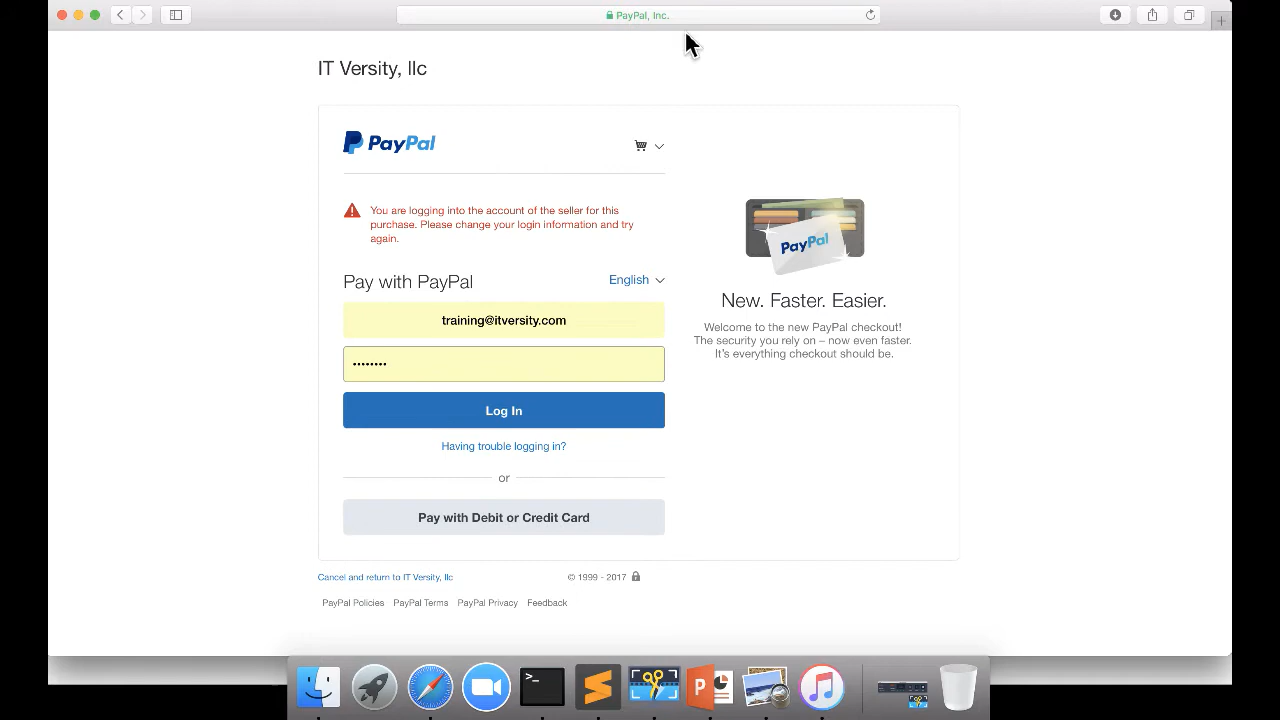 PayPal, Inc.
IT Versity, llc
PayPal
You are logging into the account of the seller for this
purchase. Please change your login information and try
again.
Pay with PayPal
English
training@itversity.com
••••••••
Log In
Having trouble logging in?
or
Pay with Debit or Credit Card
PayPal
New. Faster. Easier.
Welcome to the new PayPal checkout!
The security you rely on – now even faster.
It's everything checkout should be.
Cancel and return to IT Versity, llc
© 1999 - 2017
PayPal Policies PayPal Terms PayPal Privacy Feedback
>_